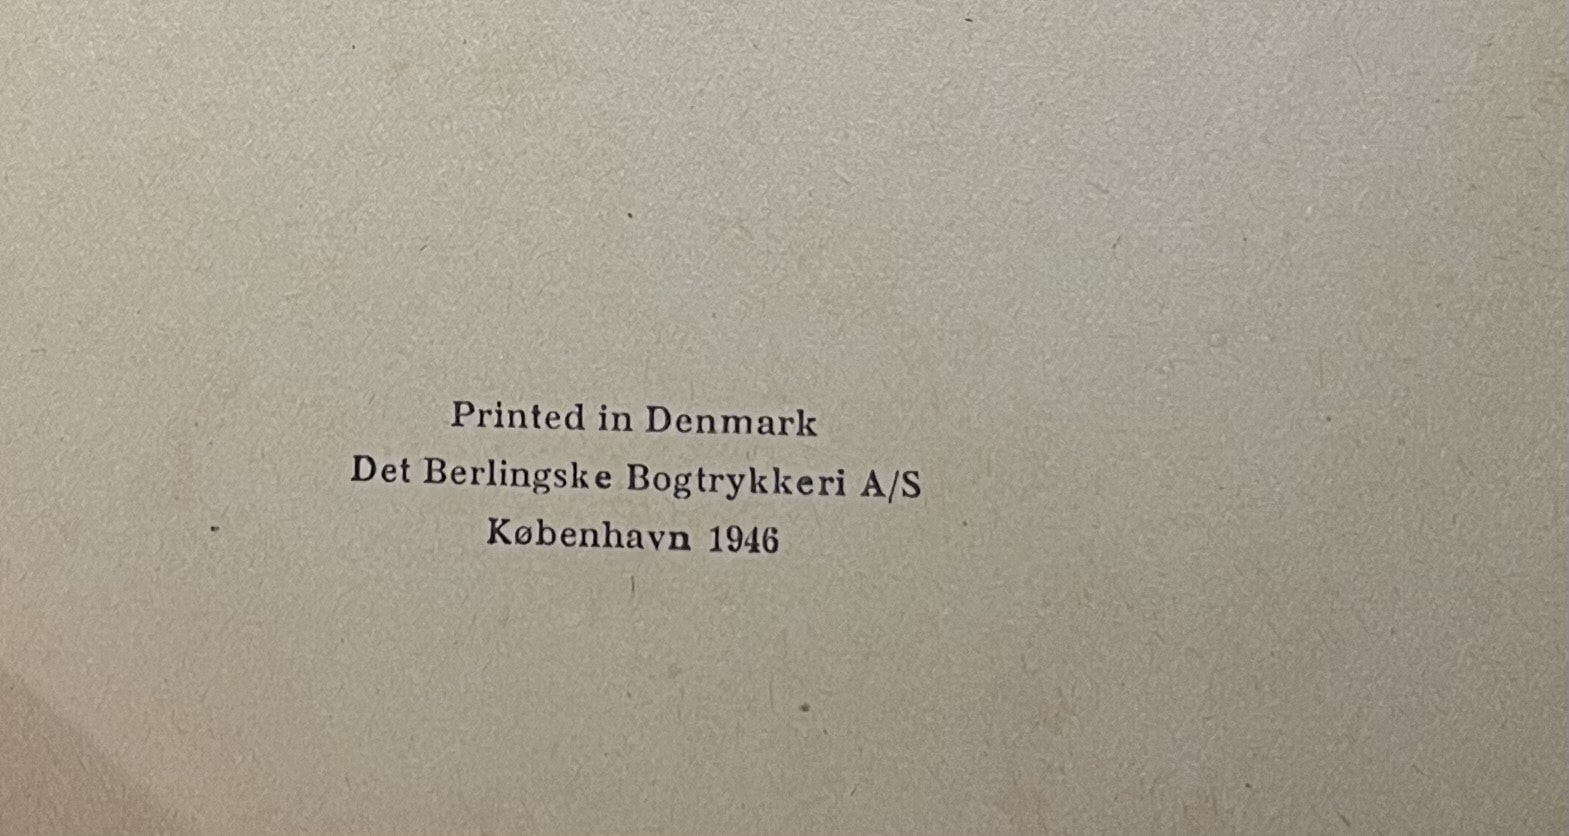 Printed in Denmark
Det Berlingske Bogtrykkeri A/S
København 1946